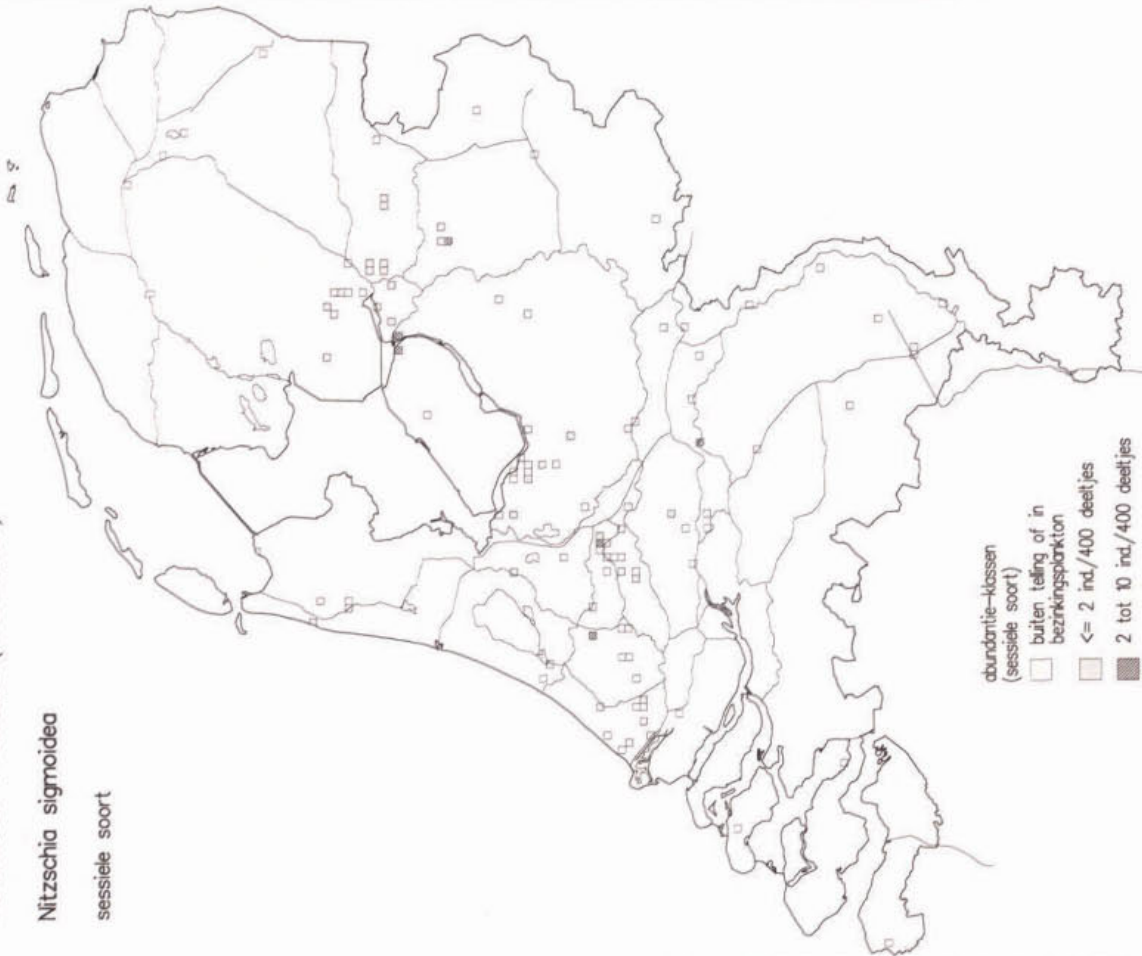 Nitzschia sigmoidea
sessiele soort
abundantie-klassen
(sessiele soort)
buiten telling of in
bezinkingsplankton
<= 2 ind./400 deeltjes
2 tot 10 ind./400 deeltjes